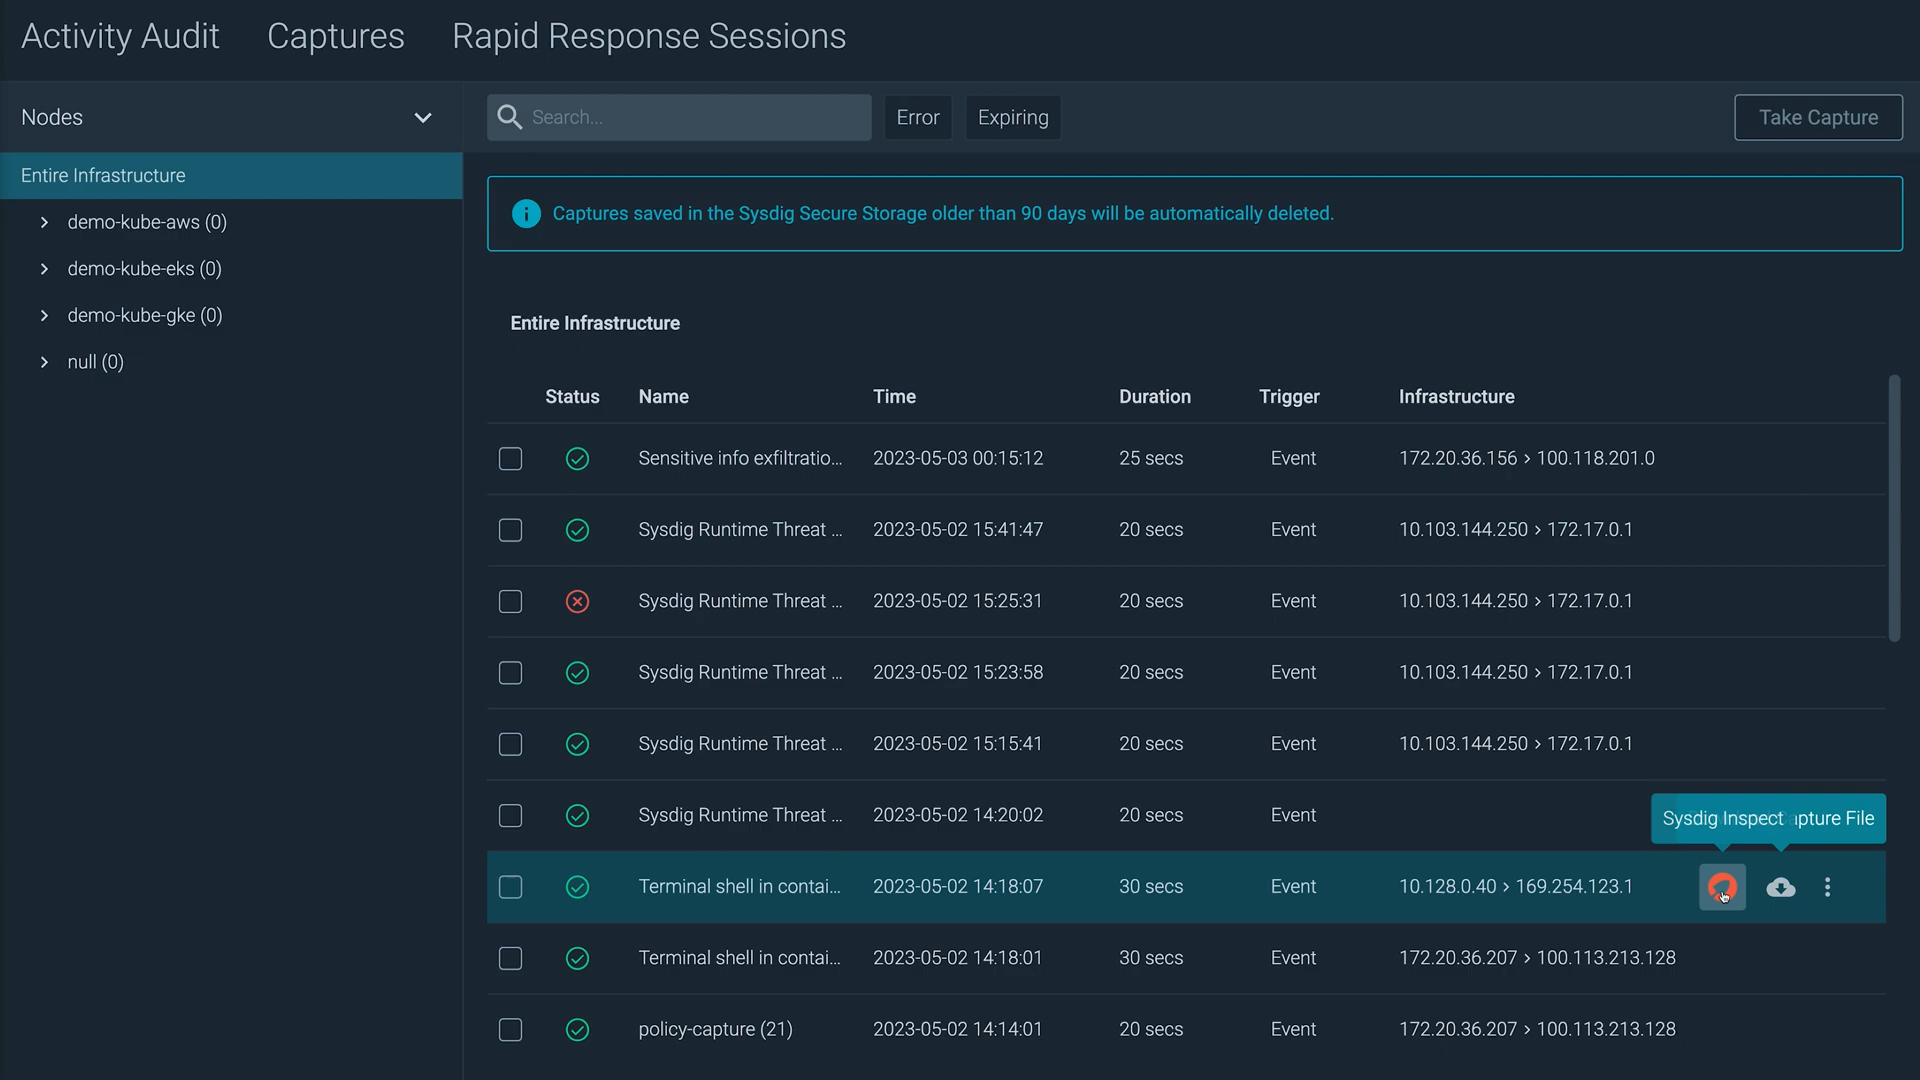 Activity Audit Captures Rapid Response Sessions
Nodes
Search... Error Expiring Take Capture
Entire Infrastructure
demo-kube-aws (0)
demo-kube-eks (0)
demo-kube-gke (0)
null (0)
Captures saved in the Sysdig Secure Storage older than 90 days will be automatically deleted.
Entire Infrastructure
Status Name Time Duration Trigger Infrastructure
Sensitive info exfiltratio... 2023-05-03 00:15:12 25 secs Event 172.20.36.156 > 100.118.201.0
Sysdig Runtime Threat ... 2023-05-02 15:41:47 20 secs Event 10.103.144.250 > 172.17.0.1
Sysdig Runtime Threat ... 2023-05-02 15:25:31 20 secs Event 10.103.144.250 > 172.17.0.1
Sysdig Runtime Threat ... 2023-05-02 15:23:58 20 secs Event 10.103.144.250 > 172.17.0.1
Sysdig Runtime Threat ... 2023-05-02 15:15:41 20 secs Event 10.103.144.250 > 172.17.0.1
Sysdig Runtime Threat ... 2023-05-02 14:20:02 20 secs Event
Sysdig Inspect pture File
Terminal shell in contai... 2023-05-02 14:18:07 30 secs Event 10.128.0.40 > 169.254.123.1
Terminal shell in contai... 2023-05-02 14:18:01 30 secs Event 172.20.36.207 > 100.113.213.128
policy-capture (21) 2023-05-02 14:14:01 20 secs Event 172.20.36.207 > 100.113.213.128